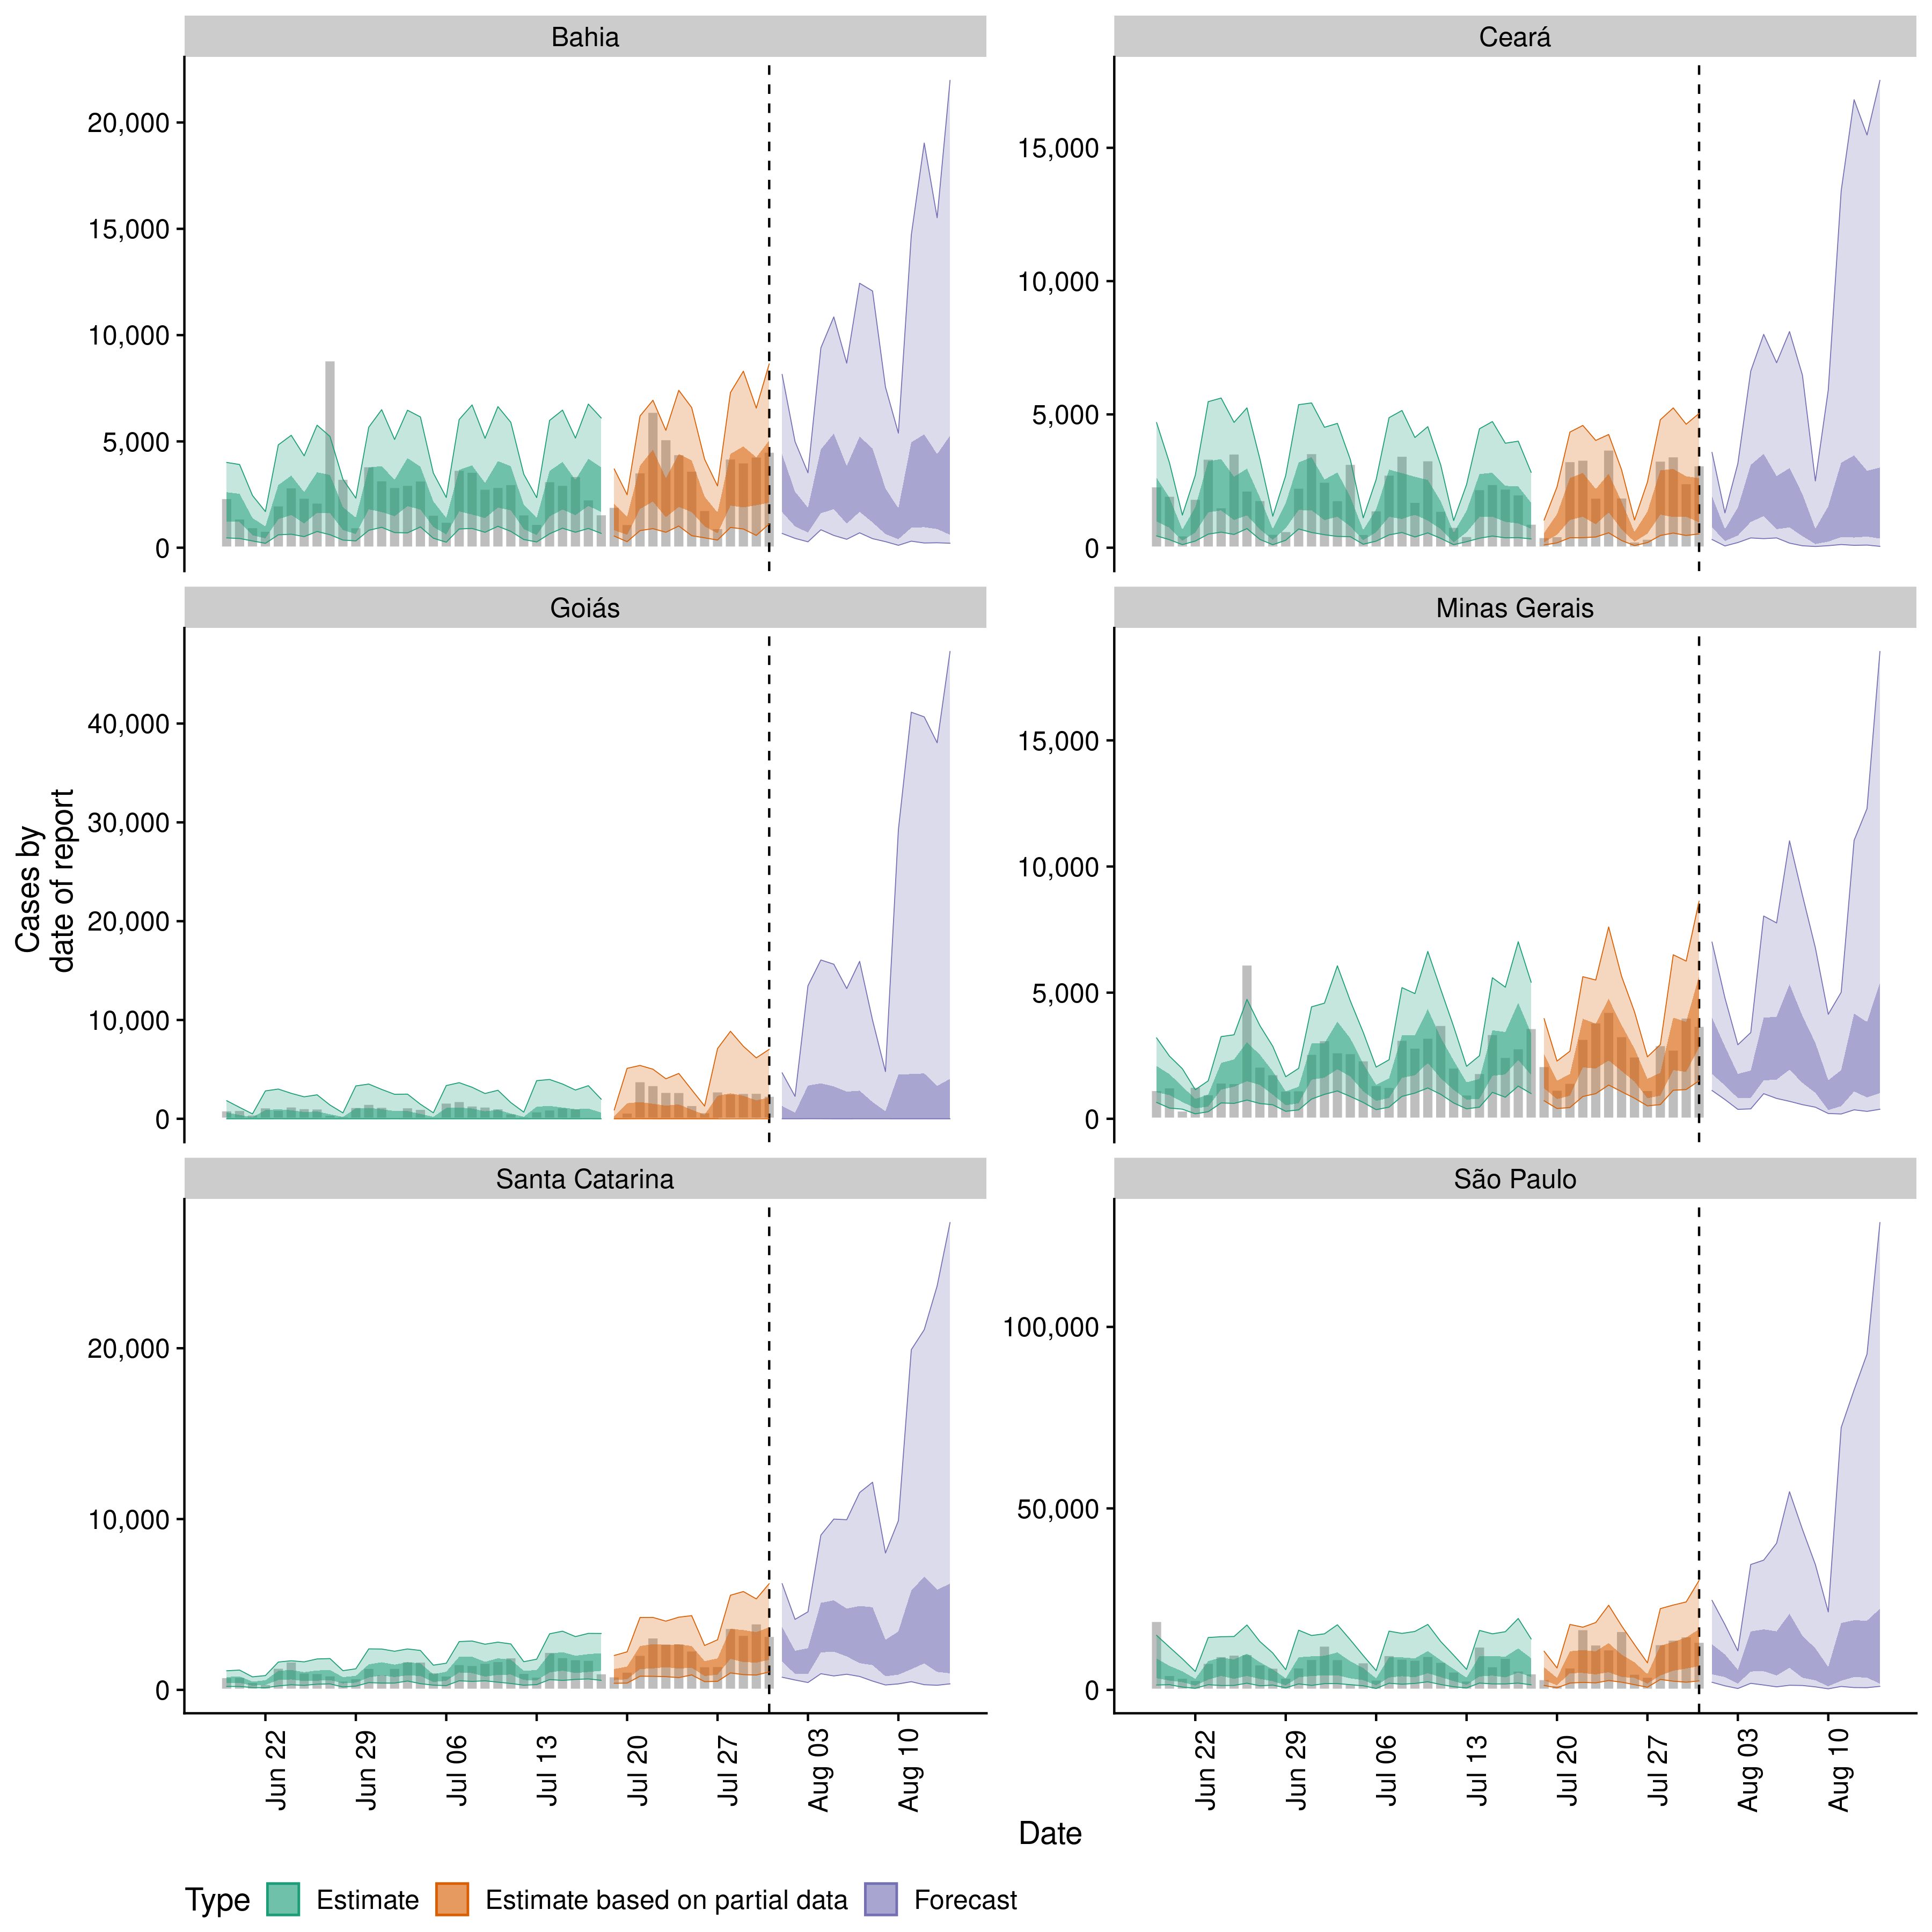 Bahia
Ceará
20,000
15,000
10,000
5,000
0
15,000
10,000
5,000
0
Goiás
Minas Gerais
40,000
30,000
20,000
10,000
0
15,000
10,000
5,000
0
Cases by
date of report
Santa Catarina
São Paulo
20,000
10,000
0
100,000
50,000
0
Jun 22
Jun 29
Jul 06
Jul 13
Jul 20
Jul 27
Aug 03
Aug 10
Jun 22
Jun 29
Jul 06
Jul 13
Jul 20
Jul 27
Aug 03
Aug 10
Date
Type
Estimate
Estimate based on partial data
Forecast